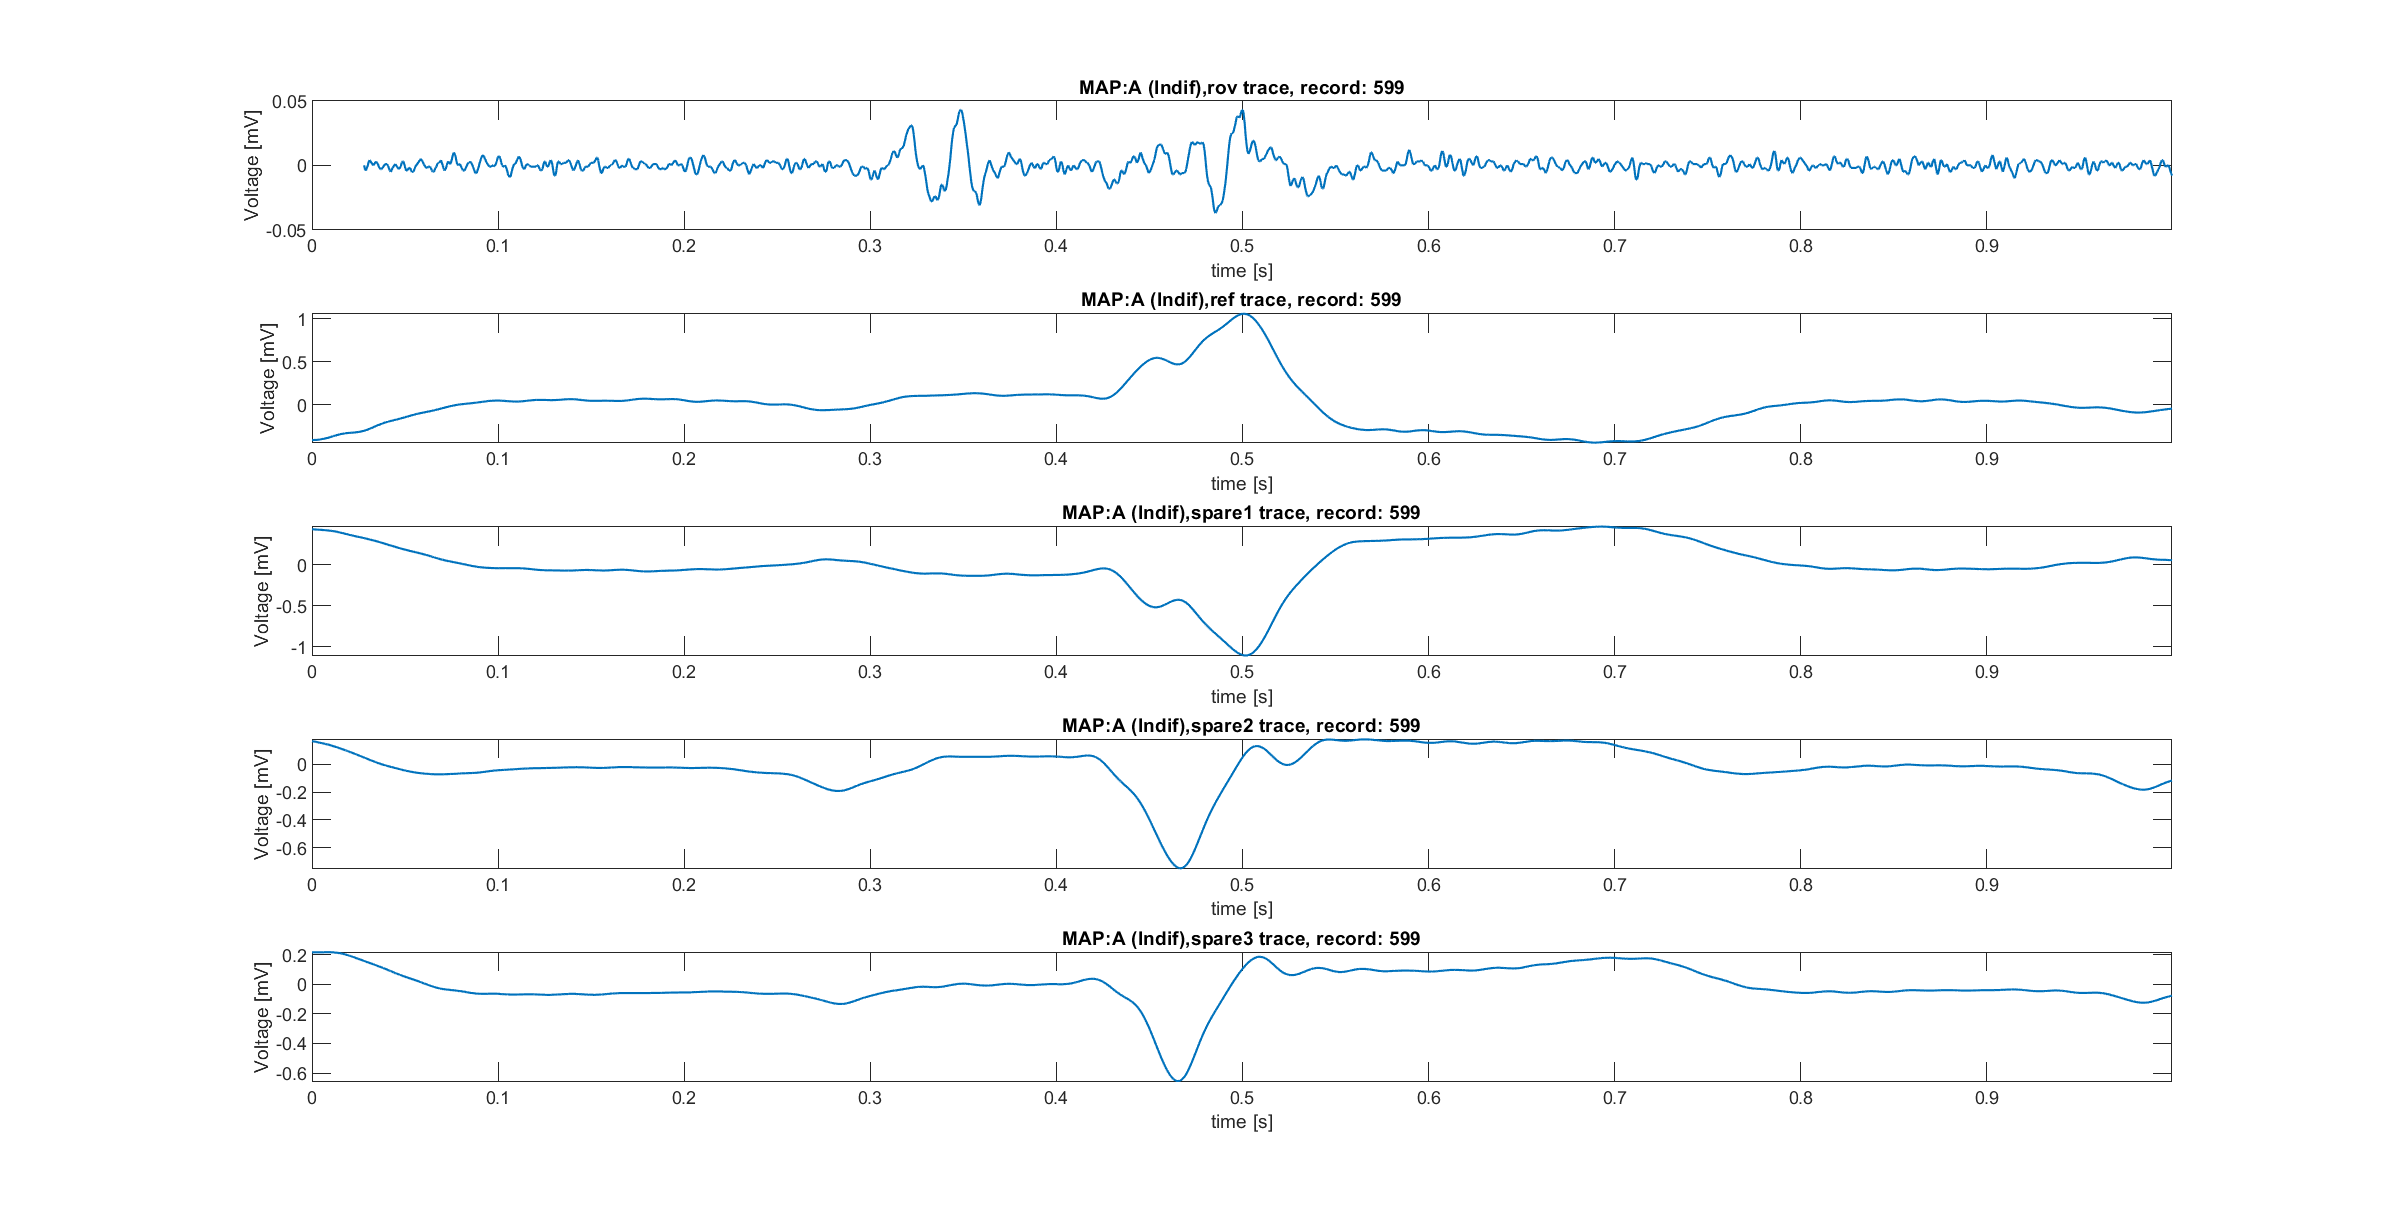 MAP:A (Indif),rov trace, record: 599
Voltage [mV]
0.05
0
-0.05
0 0.1 0.2 0.3 0.4 0.5 0.6 0.7 0.8 0.9
time [s]
MAP:A (Indif),ref trace, record: 599
Voltage [mV]
1
0.5
0
0 0.1 0.2 0.3 0.4 0.5 0.6 0.7 0.8 0.9
time [s]
MAP:A (Indif),spare1 trace, record: 599
Voltage [mV]
0
-0.5
-1
0 0.1 0.2 0.3 0.4 0.5 0.6 0.7 0.8 0.9
time [s]
MAP:A (Indif),spare2 trace, record: 599
Voltage [mV]
0
-0.2
-0.4
-0.6
0 0.1 0.2 0.3 0.4 0.5 0.6 0.7 0.8 0.9
time [s]
MAP:A (Indif),spare3 trace, record: 599
Voltage [mV]
0.2
0
-0.2
-0.4
-0.6
0 0.1 0.2 0.3 0.4 0.5 0.6 0.7 0.8 0.9
time [s]